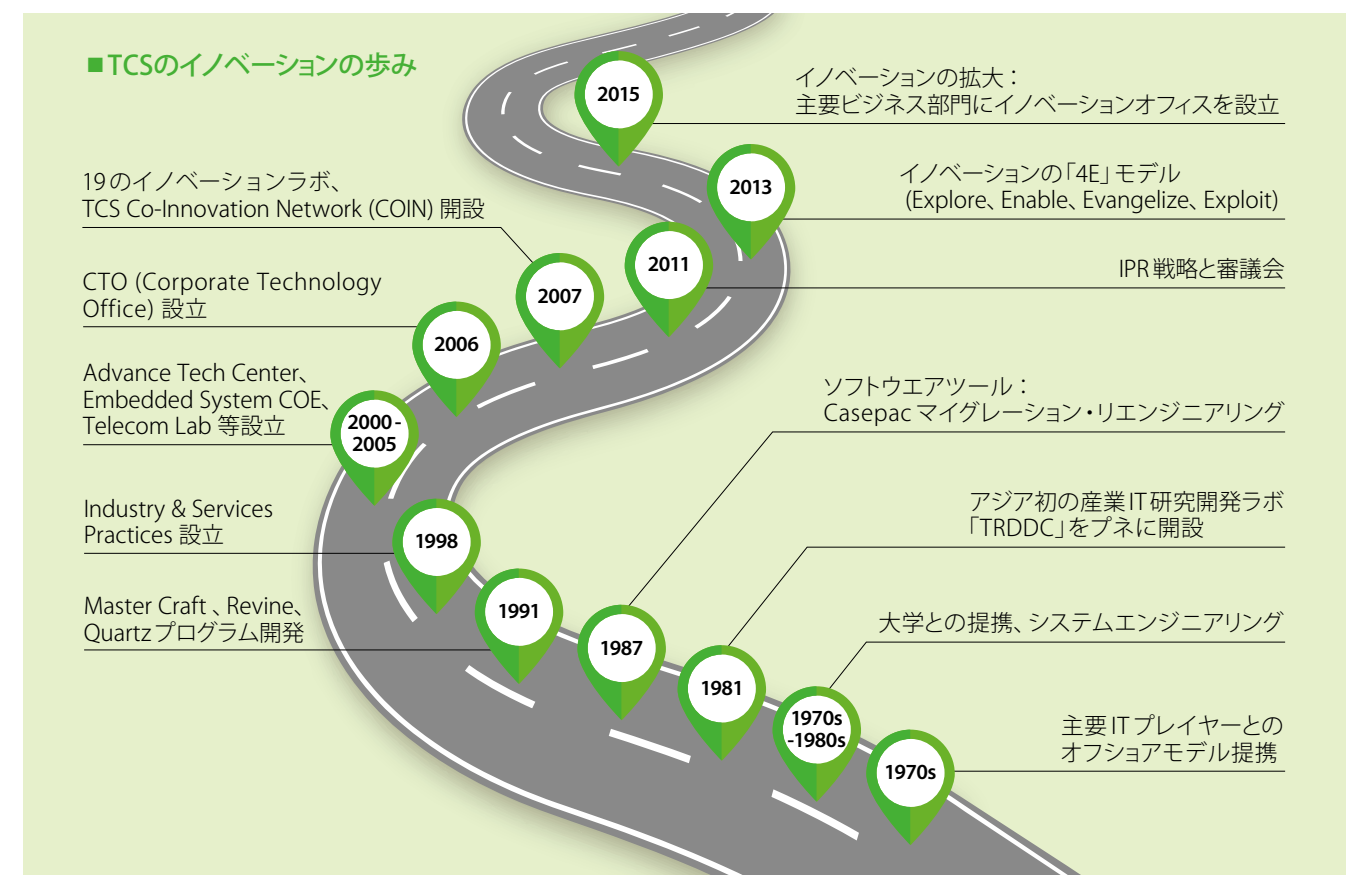 ■TCSのイノベーションの歩み
2015
イノベーションの拡大：
主要ビジネス部門にイノベーションオフィスを設立
2013
イノベーションの「4E」モデル
(Explore、Enable、Evangelize、Exploit)
2011
IPR戦略と審議会
19のイノベーションラボ、
TCS Co-Innovation Network (COIN) 開設
2007
CTO (Corporate Technology
Office) 設立
2006
Advance Tech Center、
Embedded System COE、
Telecom Lab 等設立
2000-
2005
Industry & Services
Practices 設立
1998
Master Craft 、Revine、
Quartzプログラム開発
1991
ソフトウエアツール：
Casepac マイグレーション・リエンジニアリング
1987
アジア初の産業IT研究開発ラボ
「TRDDC」をプネに開設
1981
大学との提携、システムエンジニアリング
1970s
-1980s
主要ITプレイヤーとの
オフショアモデル提携
1970s